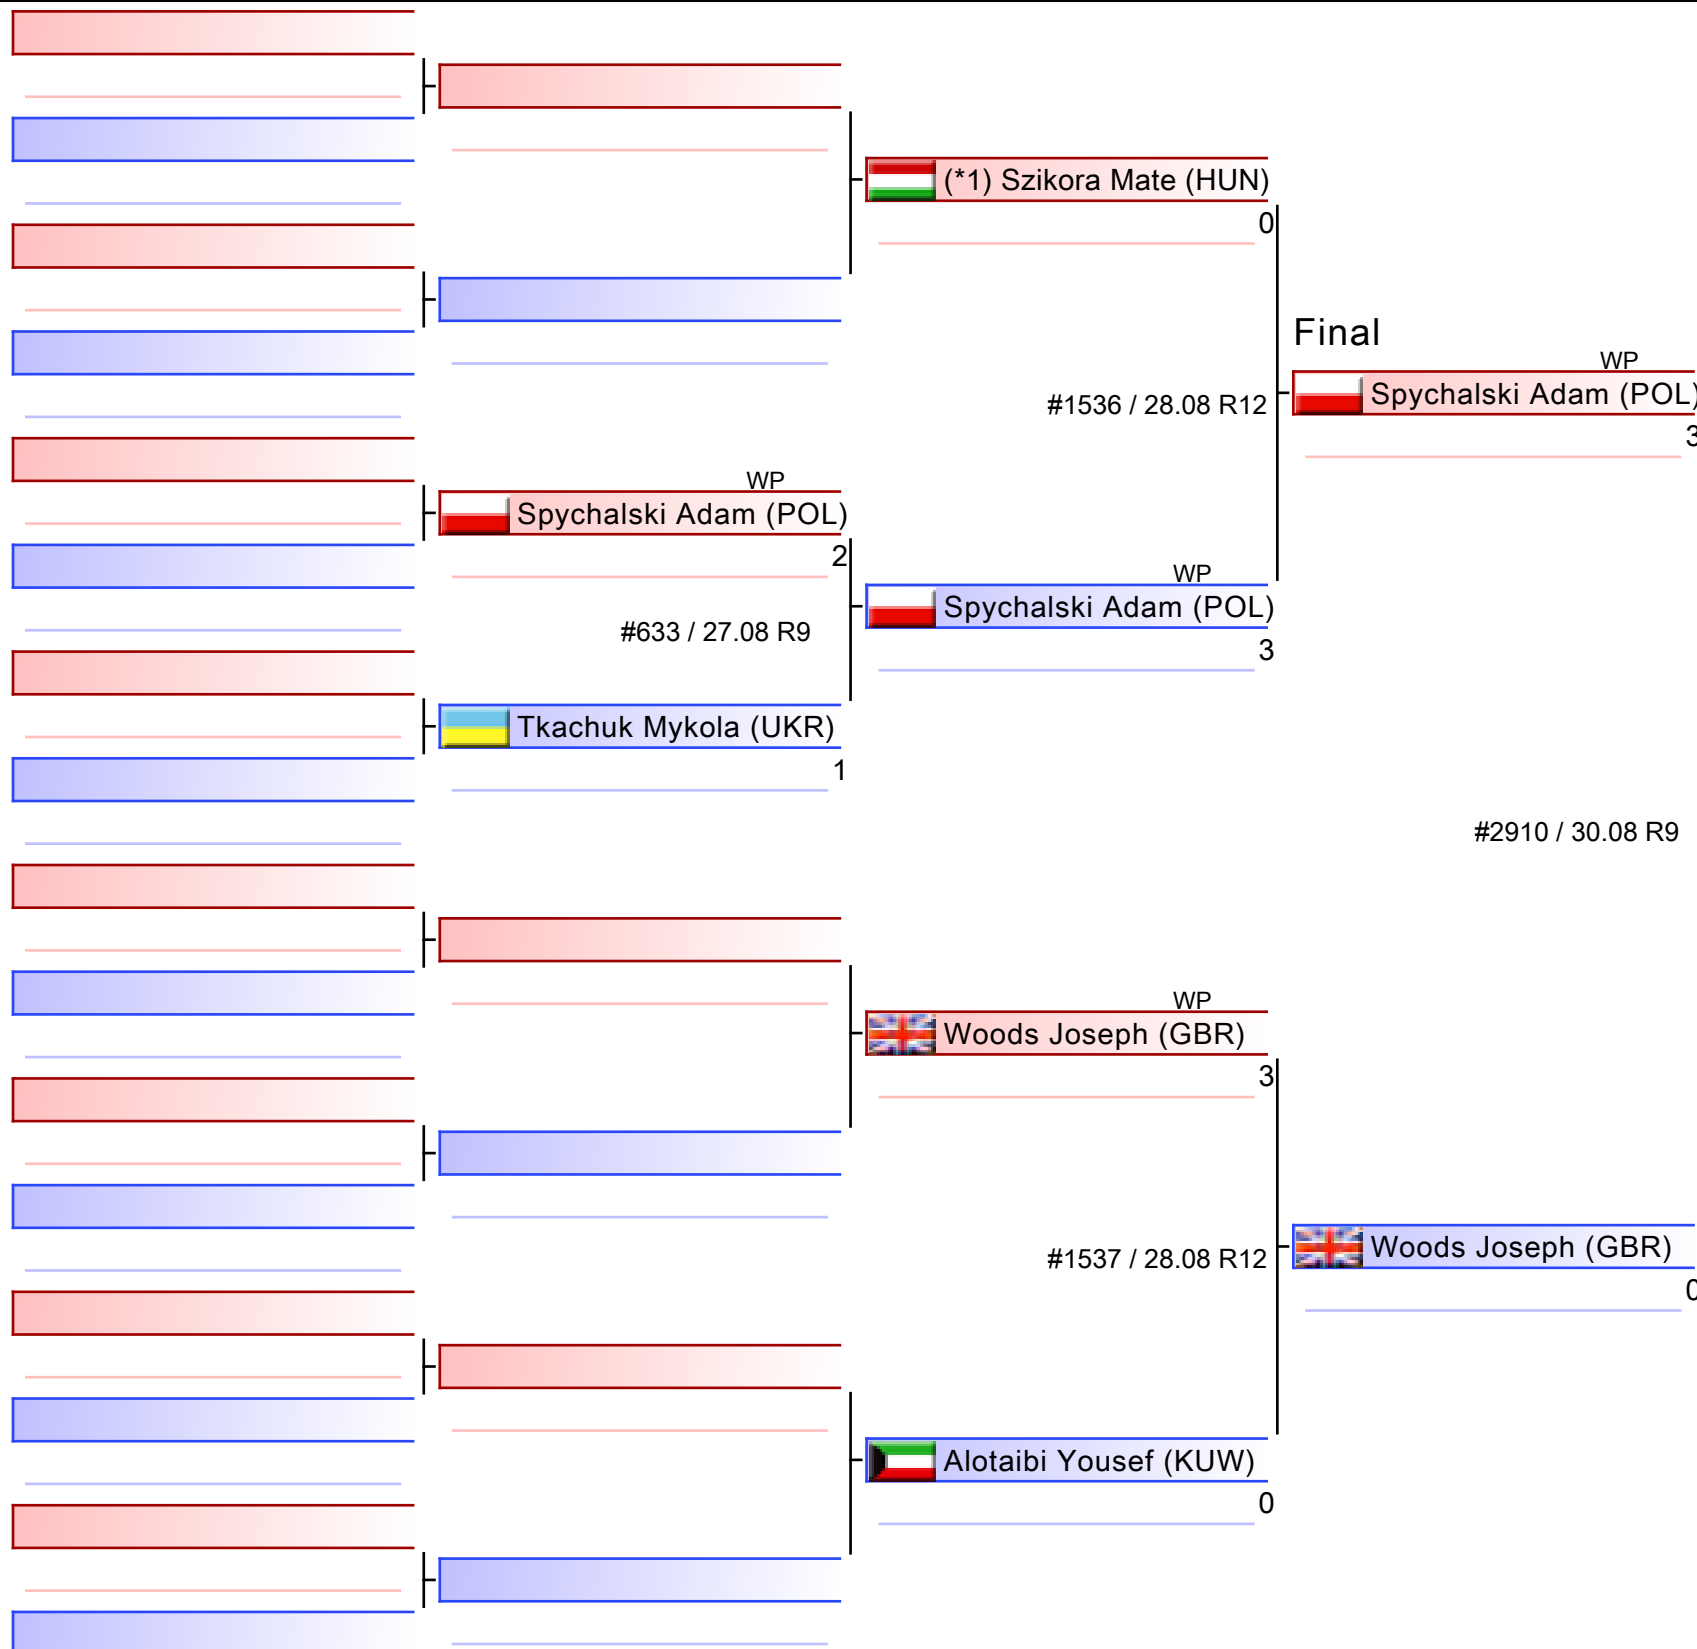 (*1) Szikora Mate (HUN)
0
Final
WP
#1536 / 28.08 R12
Spychalski Adam (POL)
3
WP
Spychalski Adam (POL)
2
WP
Spychalski Adam (POL)
#633 / 27.08 R9
3
Tkachuk Mykola (UKR)
1
#2910 / 30.08 R9
WP
Woods Joseph (GBR)
3
#1537 / 28.08 R12
Woods Joseph (GBR)
0
Alotaibi Yousef (KUW)
0